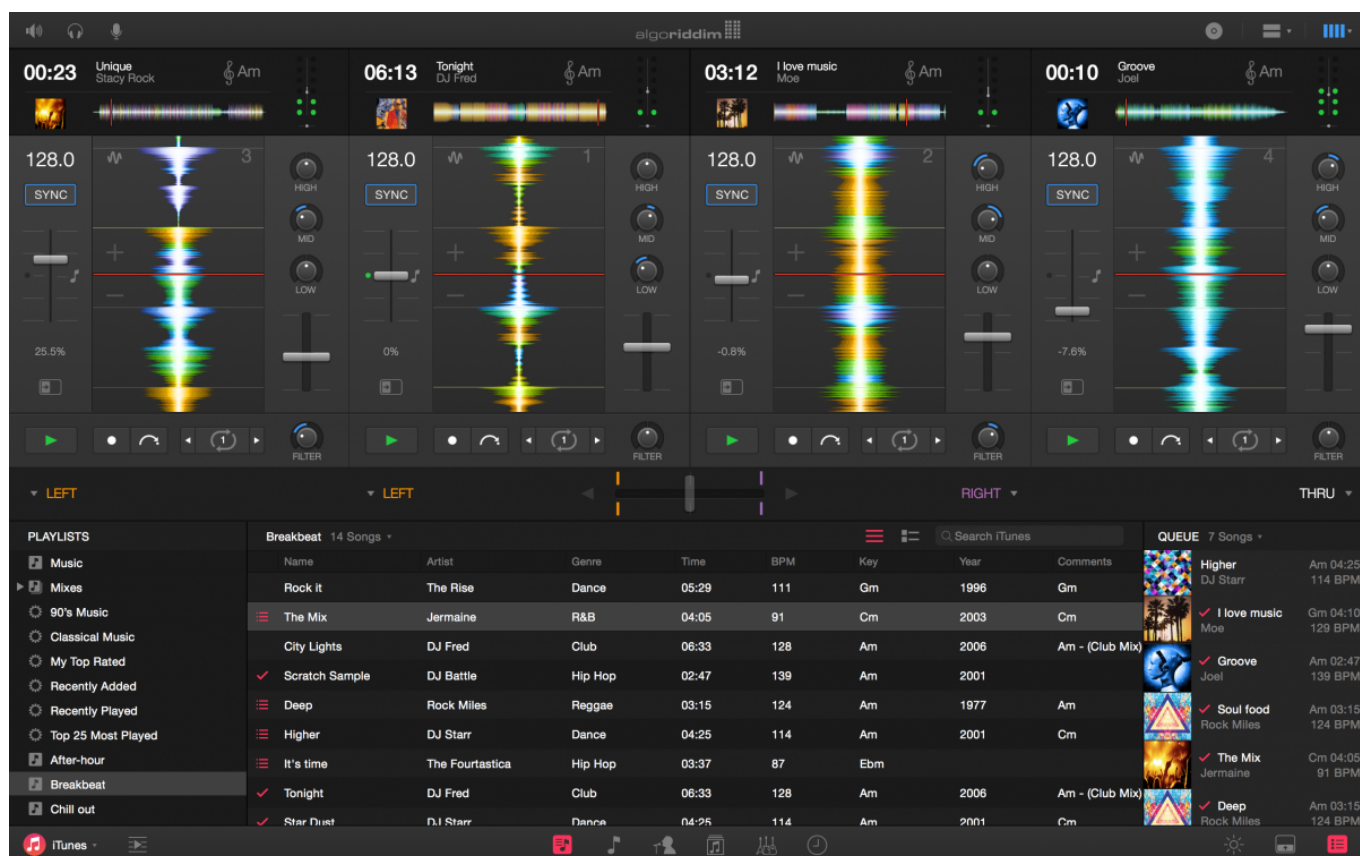 algoriddim
00:23 Unique Am
Stacy Rock
06:13 Tonight Am
DJ Fred
03:12 I love music Am
Moe
00:10 Groove Am
Joel
128.0 3 HIGH
SYNC MID
LOW
25.5%
128.0 1 HIGH
SYNC MID
LOW
0%
128.0 2 HIGH
SYNC MID
LOW
-0.8%
128.0 4 HIGH
SYNC MID
LOW
-7.6%
1 FILTER
1 FILTER
1 FILTER
1 FILTER
LEFT LEFT RIGHT THRU
PLAYLISTS
Music
Mixes
90's Music
Classical Music
My Top Rated
Recently Added
Recently Played
Top 25 Most Played
After-hour
Breakbeat
Chill out
iTunes
Breakbeat 14 Songs Search iTunes
Name Artist Genre Time BPM Key Year Comments
Rock it The Rise Dance 05:29 111 Gm 1996 Gm
The Mix Jermaine R&B 04:05 91 Cm 2003 Cm
City Lights DJ Fred Club 06:33 128 Am 2006 Am - (Club Mix)
Scratch Sample DJ Battle Hip Hop 02:47 139 Am 2001
Deep Rock Miles Reggae 03:15 124 Am 1977 Am
Higher DJ Starr Dance 04:25 114 Am 2001 Cm
It's time The Fourtastica Hip Hop 03:37 87 Ebm
Tonight DJ Fred Club 06:33 128 Am 2006 Am - (Club Mix)
Star Dust DJ Starr Dance 04:25 114 Am 2001 Cm
QUEUE 7 Songs
Higher Am 04:25
DJ Starr 114 BPM
I love music Gm 04:10
Moe 129 BPM
Groove Am 02:47
Joel 139 BPM
Soul food Am 03:15
Rock Miles 124 BPM
The Mix Cm 04:05
Jermaine 91 BPM
Deep Am 03:15
Rock Miles 124 BPM